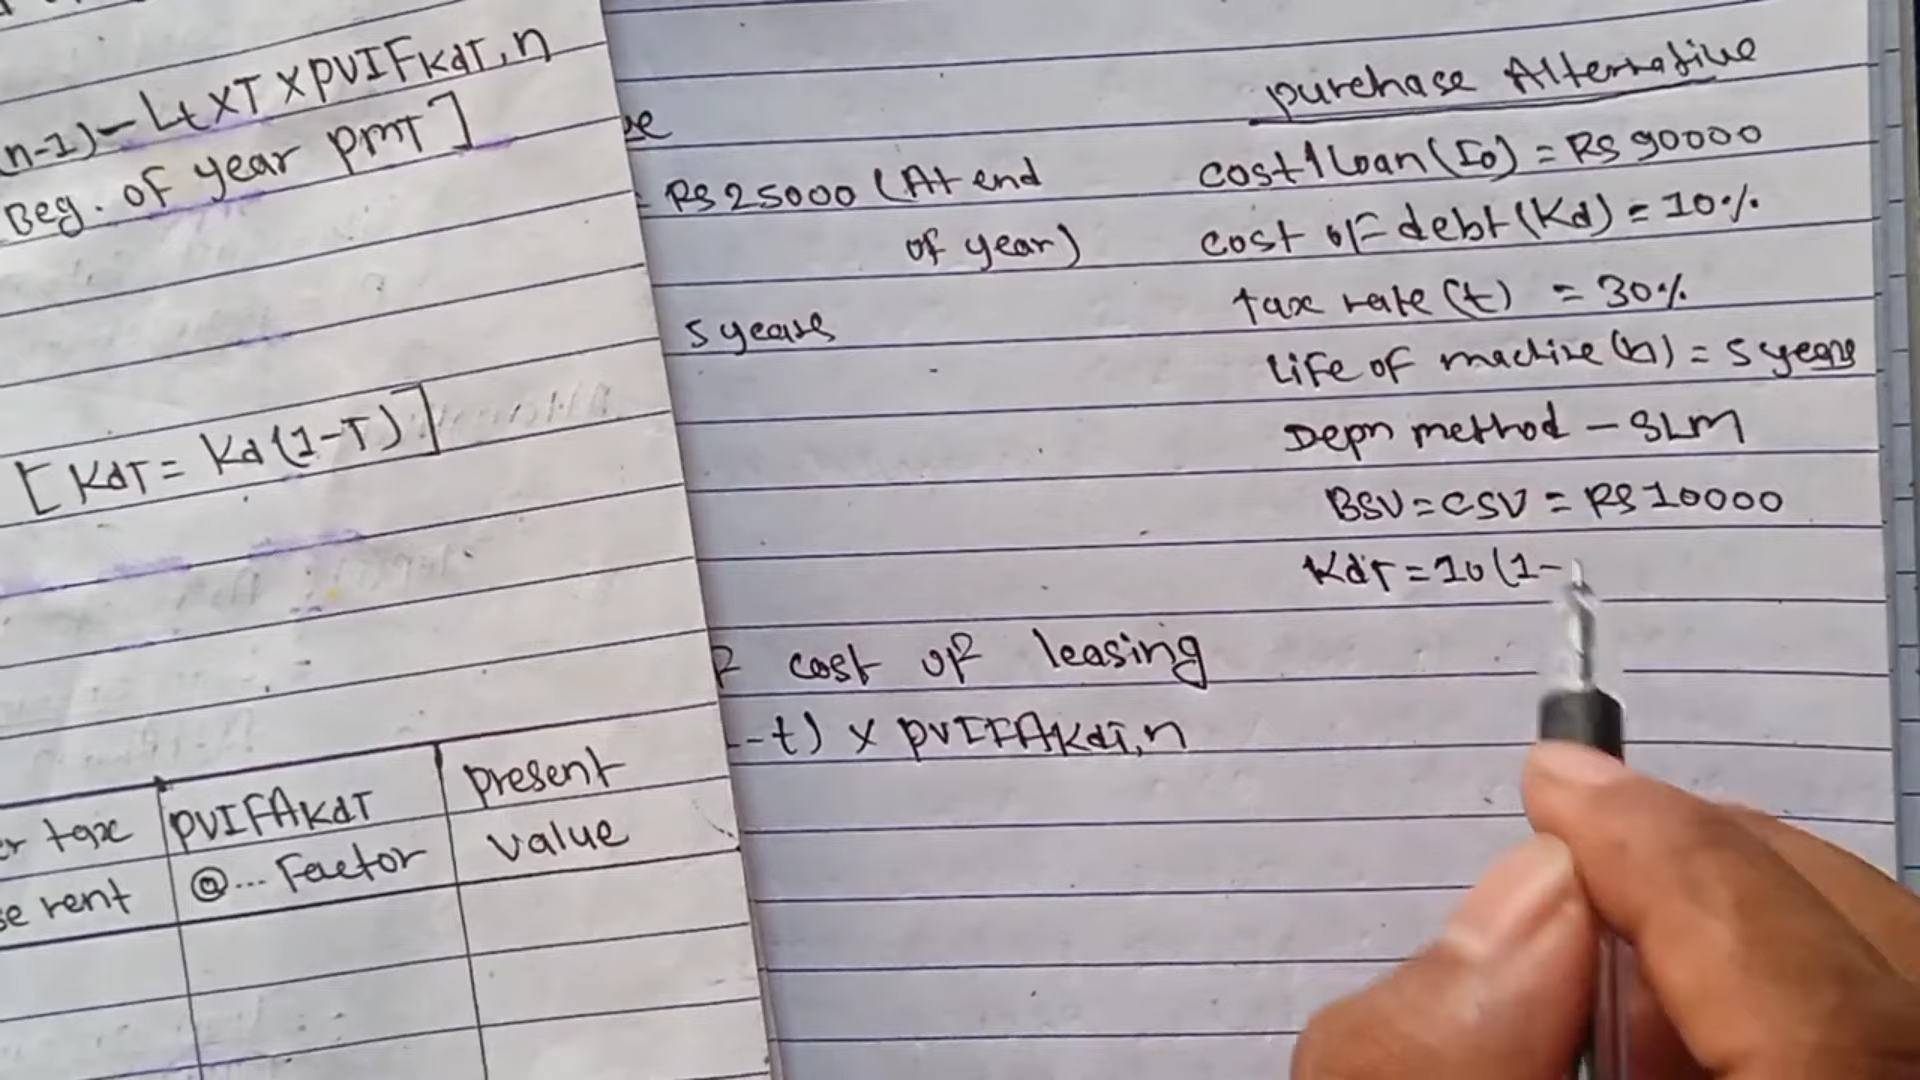 (n-1) - Lt x T x PVIFKdT, n
Beg. of year pmt ]
[ KdT = Kd (1-T) ]
tax
PVIFAKdT
@... Factor
present
value
rent
purchase Alternative
= Rs 25000 (At end
of year)
5 years
cost/loan (Io) = Rs 90000
cost of debt (Kd) = 10%
tax rate (t) = 30%
Life of machine (n) = 5 years
Depn method - SLM
BSV = CSV = Rs 10000
KdT = 10 (1-
cost of leasing
-t) x PVIFAKdT, n